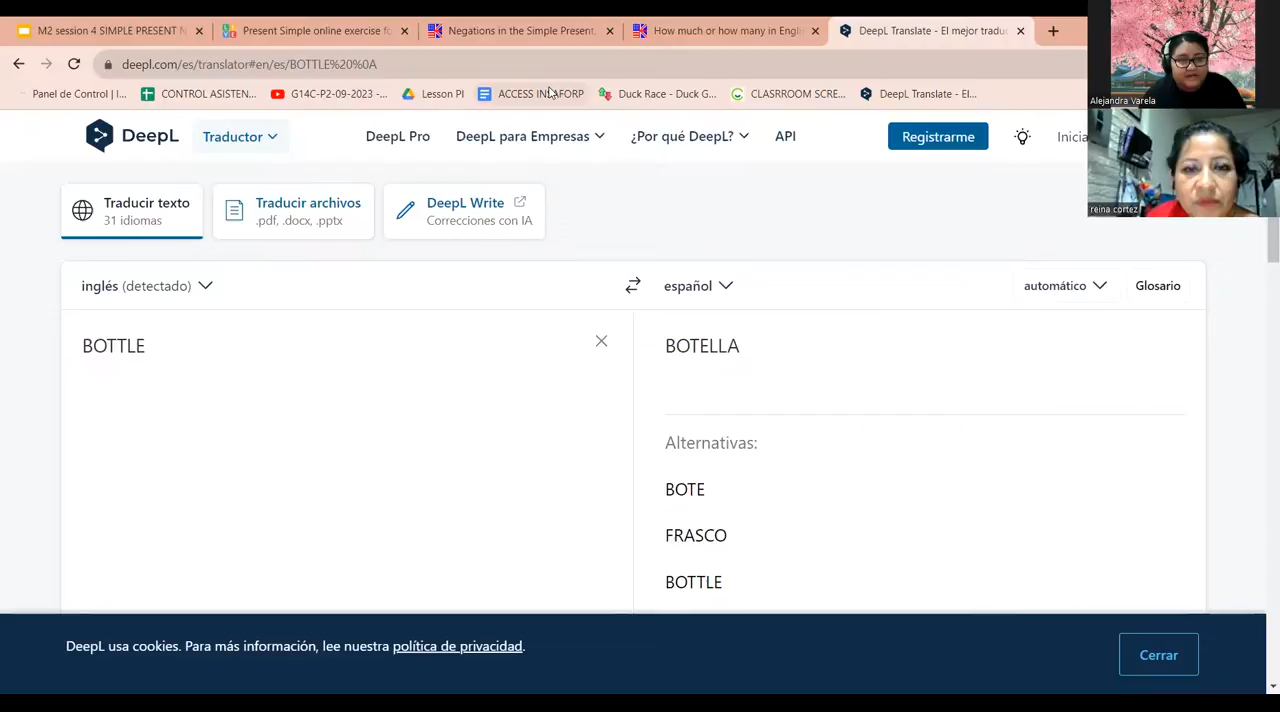 M2 session 4 SIMPLE PRESENT N
Present Simple online exercise fo
Negations in the Simple Present,
How much or how many in Engl
DeepL Translate - El mejor traduc
deepl.com/es/translator#en/es/BOTTLE%20%0A
Panel de Control | I...
CONTROL ASISTEN...
G14C-P2-09-2023 -...
Lesson PI
ACCESS INSAFORP
Duck Race - Duck G...
CLASRROOM SCRE...
DeepL Translate - El...
Alejandra Varela
DeepL
Traductor
DeepL Pro
DeepL para Empresas
¿Por qué DeepL?
API
Registrarme
Inicia
reina cortez
Traducir texto
31 idiomas
Traducir archivos
.pdf, .docx, .pptx
DeepL Write
Correcciones con IA
inglés (detectado)
español
automático
Glosario
BOTTLE
BOTELLA
Alternativas:
BOTE
FRASCO
BOTTLE
DeepL usa cookies. Para más información, lee nuestra política de privacidad.
Cerrar